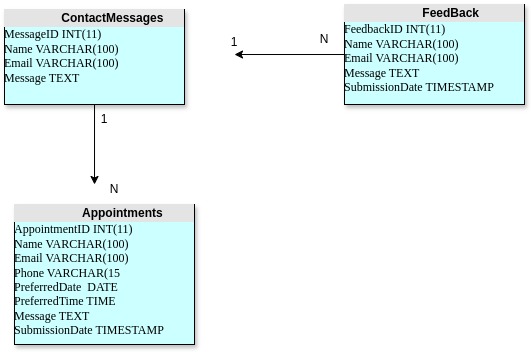 ContactMessages
MessageID INT(11)
Name VARCHAR(100)
Email VARCHAR(100)
Message TEXT
1
N
FeedBack
FeedbackID INT(11)
Name VARCHAR(100)
Email VARCHAR(100)
Message TEXT
SubmissionDate TIMESTAMP
1
N
Appointments
AppointmentID INT(11)
Name VARCHAR(100)
Email VARCHAR(100)
Phone VARCHAR(15
PreferredDate  DATE
PreferredTime TIME
Message TEXT
SubmissionDate TIMESTAMP